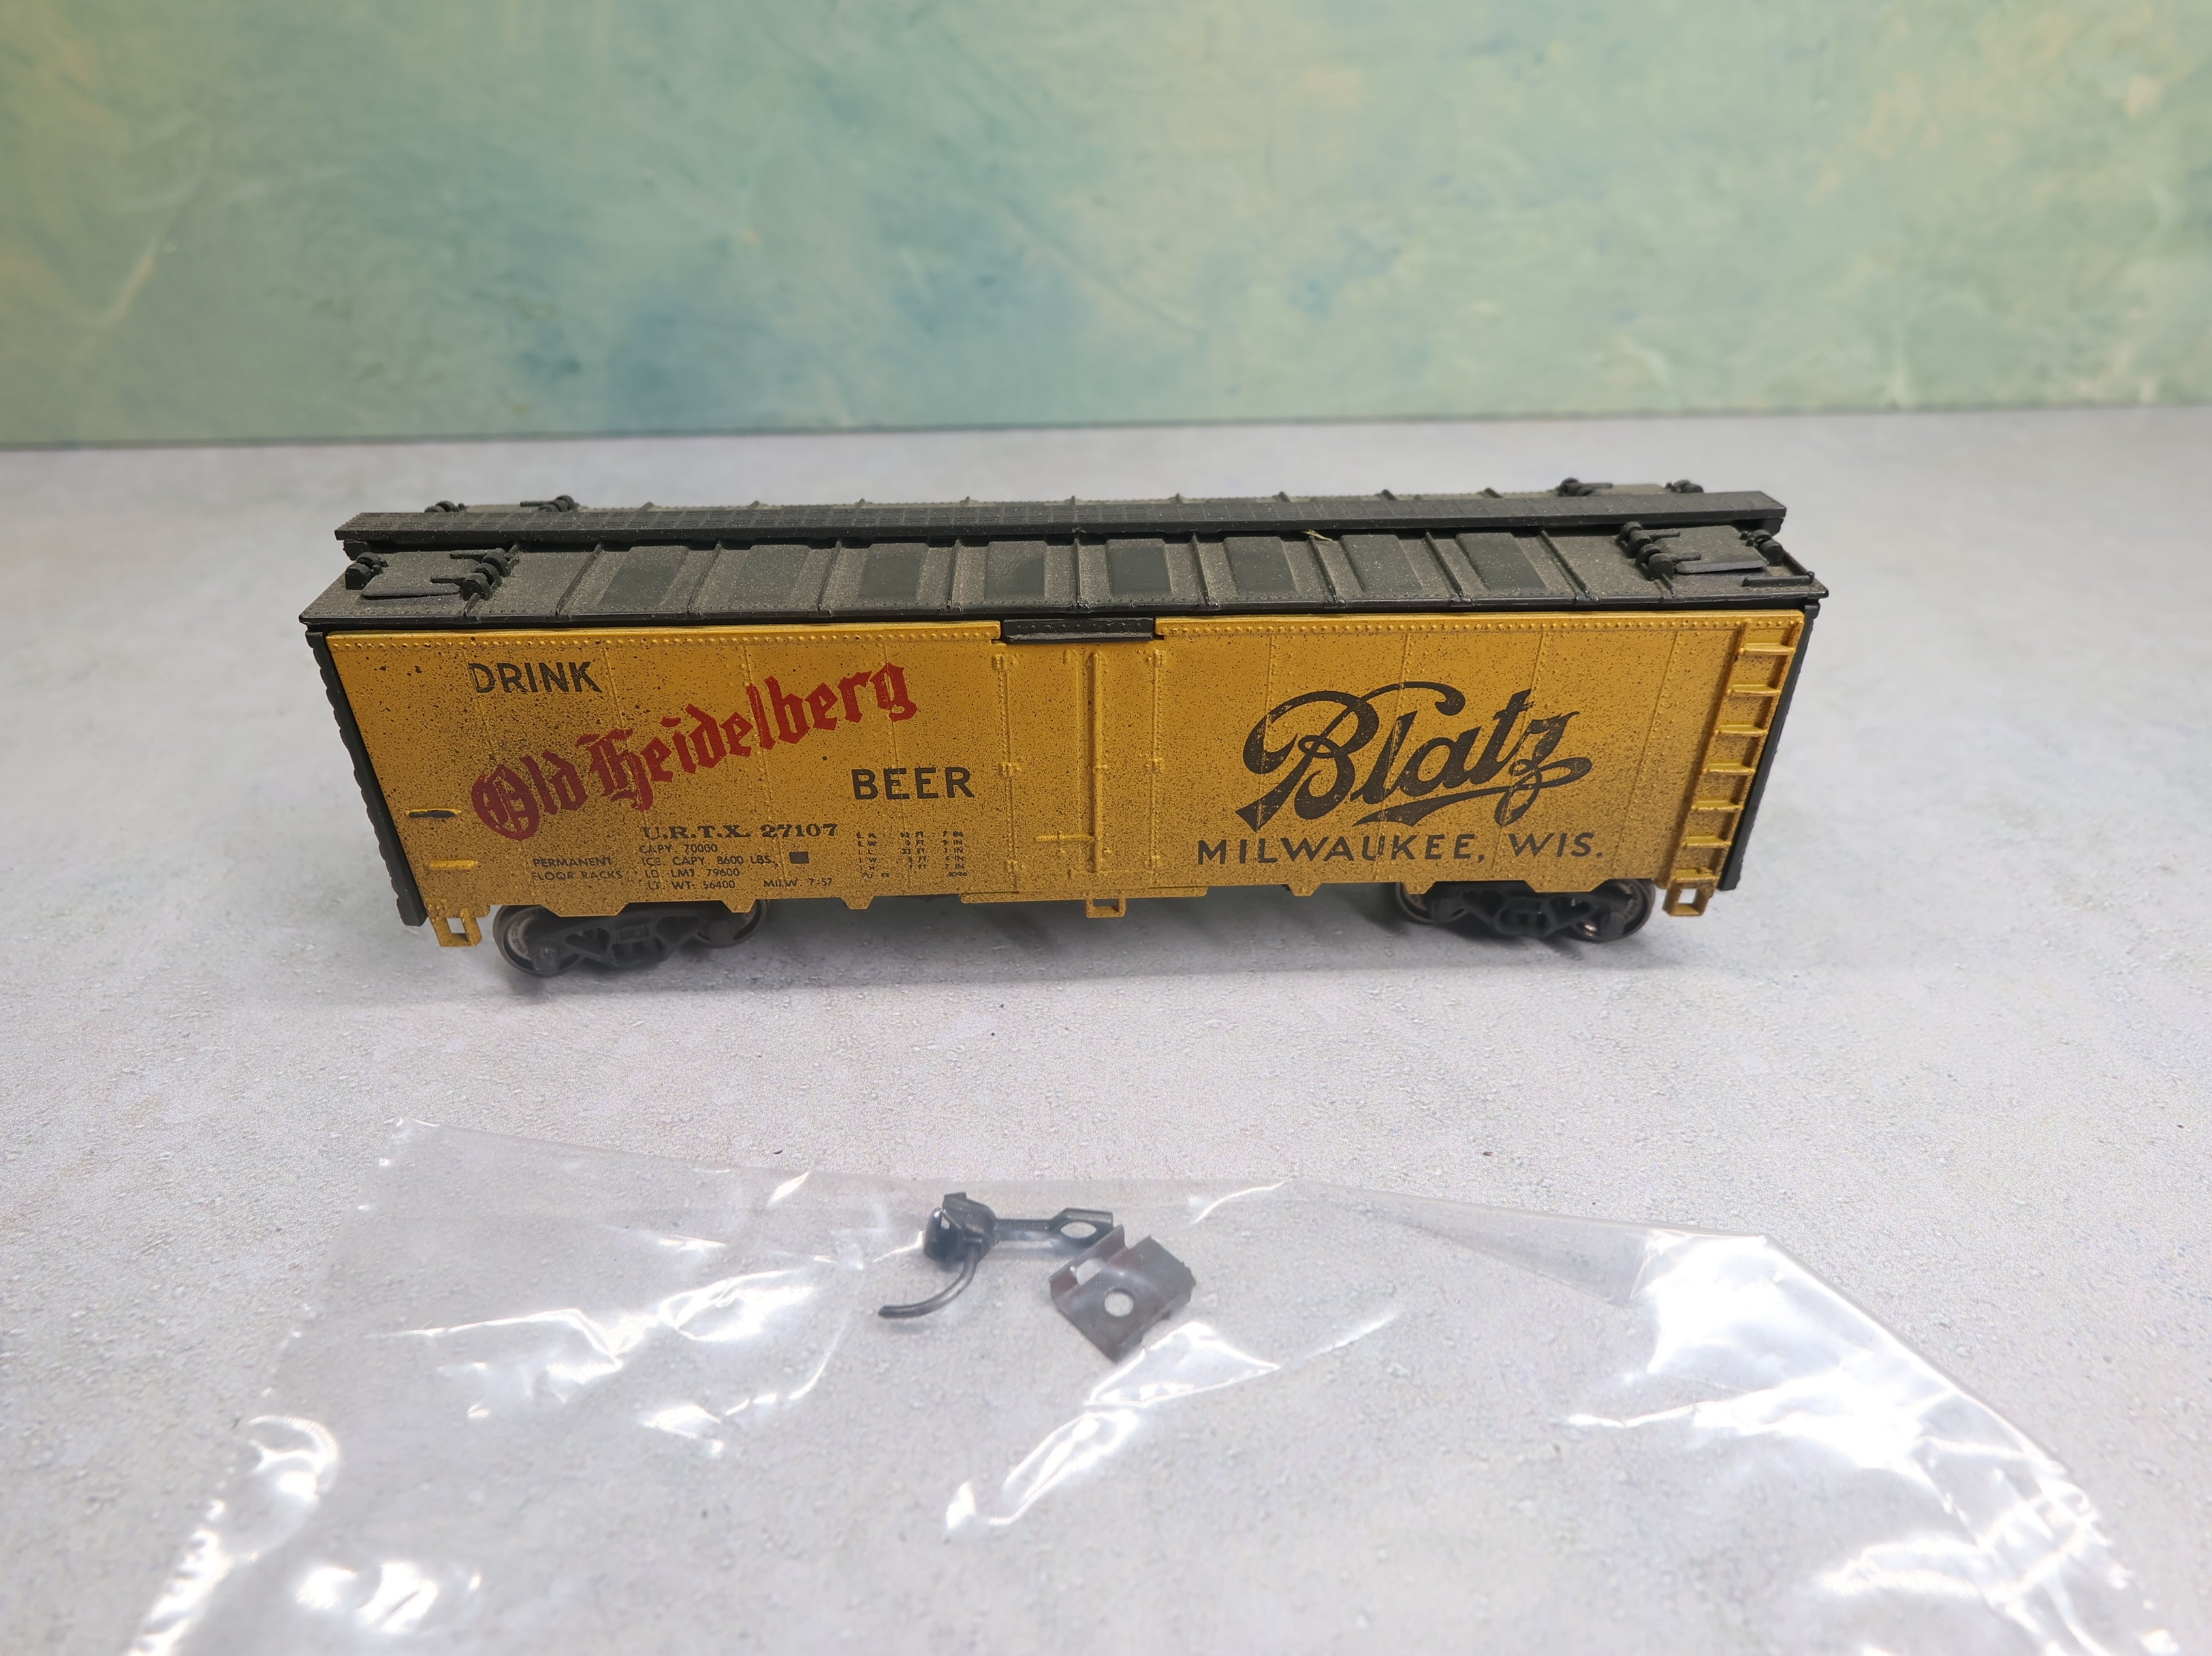 DRINK
Old Heidelberg
BEER
U.R.T.X. 27107
CAPY. 70000
PERMANENT ICE CAPY. 8600 LBS.
FLOOR RACKS LD. LMT. 79600
LT. WT. 56400 MILW. 7-57
Blatz
MILWAUKEE, WIS.